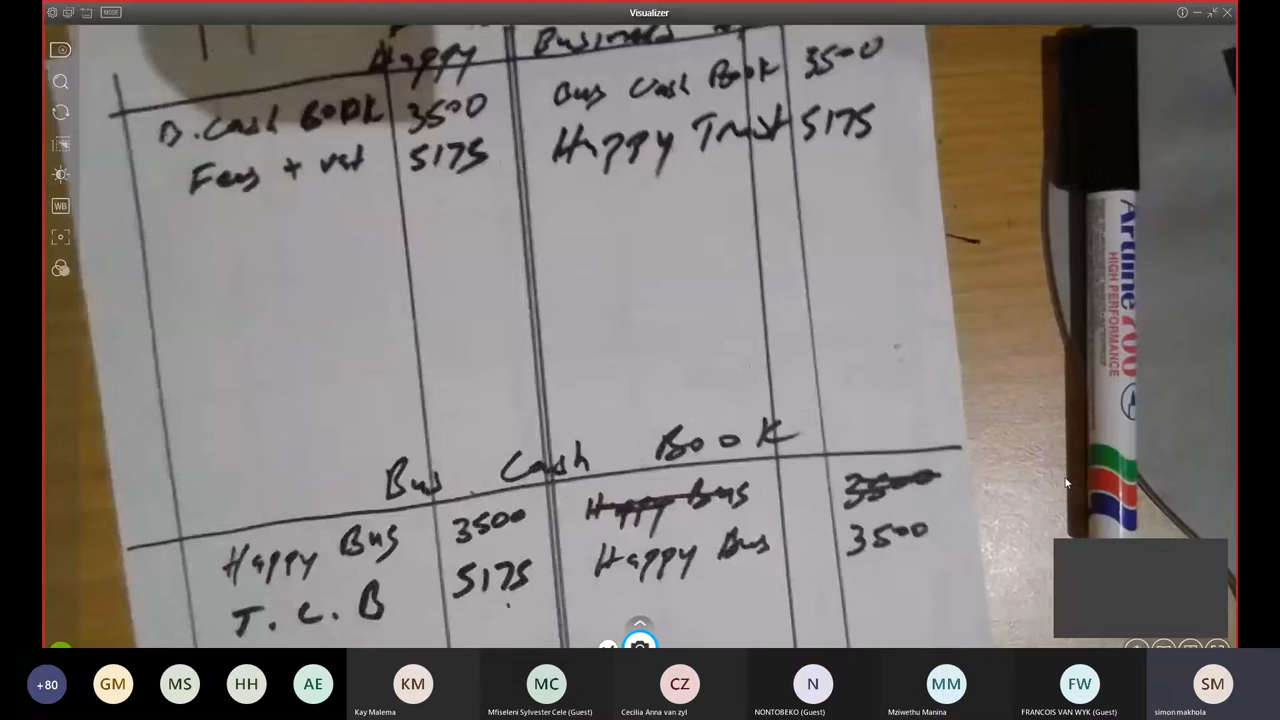 Visualizer
MODE
Happy Business
B. Cash Book 3500 Bus Cash Book 3500
Fees + vat 5175 Happy Trust 5175
WB
Artline 700
HIGH PERFORMANCE
Bus Cash Book
Happy Bus 3500 Happy Bus 3500
T. C. B 5175 Happy Bus 3500
+80 GM MS HH AE KM MC CZ N MM FW SM
Kay Malema Mfiseleni Sylvester Cele (Guest) Cecilia Anna van zyl NONTOBEKO (Guest) Mziwethu Manina FRANCOIS VAN WYK (Guest) simon makhola